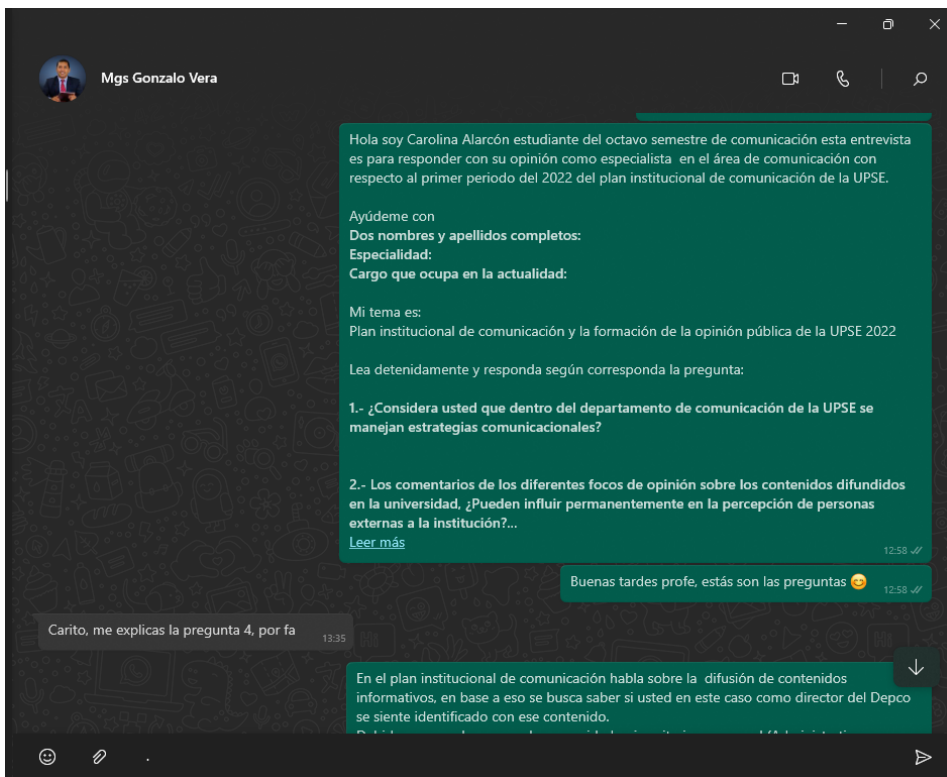 Mgs Gonzalo Vera
Hola soy Carolina Alarcón estudiante del octavo semestre de comunicación esta entrevista
es para responder con su opinión como especialista en el área de comunicación con
respecto al primer periodo del 2022 del plan institucional de comunicación de la UPSE.
Ayúdeme con
Dos nombres y apellidos completos:
Especialidad:
Cargo que ocupa en la actualidad:
Mi tema es:
Plan institucional de comunicación y la formación de la opinión pública de la UPSE 2022
Lea detenidamente y responda según corresponda la pregunta:
1.- ¿Considera usted que dentro del departamento de comunicación de la UPSE se
manejan estrategias comunicacionales?
2.- Los comentarios de los diferentes focos de opinión sobre los contenidos difundidos
en la universidad, ¿Pueden influir permanentemente en la percepción de personas
externas a la institución?...
Leer más
12:58
Buenas tardes profe, estás son las preguntas 😊
12:58
Carito, me explicas la pregunta 4, por fa
13:35
En el plan institucional de comunicación habla sobre la difusión de contenidos
informativos, en base a eso se busca saber si usted en este caso como director del Depco
se siente identificado con ese contenido.
.